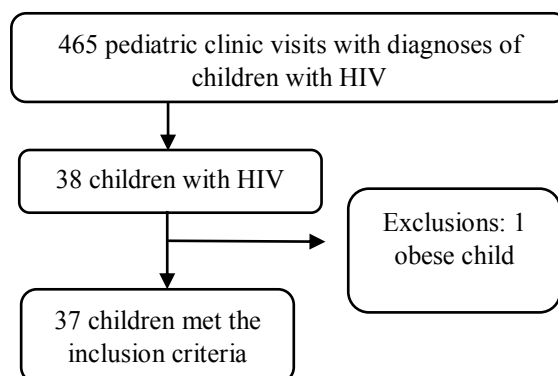 465 pediatric clinic visits with diagnoses of
children with HIV
38 children with HIV
Exclusions: 1
obese child
37 children met the
inclusion criteria